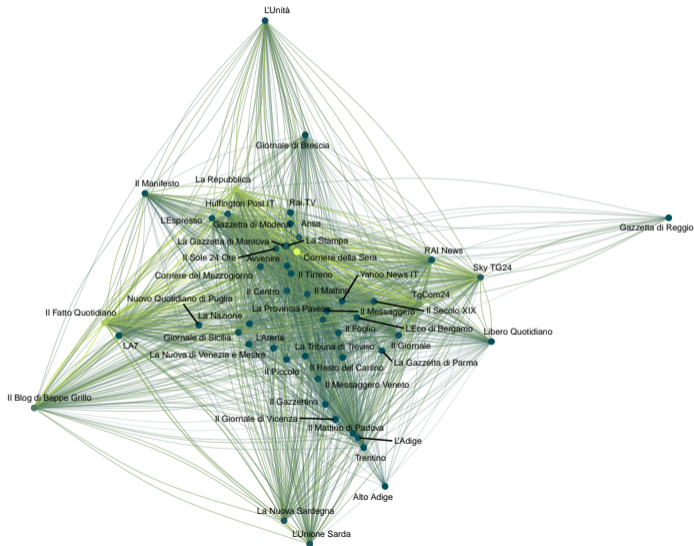 L'Unità
Giornale di Brescia
La Repubblica
Il Manifesto
Huffington Post IT
Rai.TV
L'Espresso
Gazzetta di Modena
Ansa
Gazzetta di Reggio
La Gazzetta di Mantova
La Stampa
Il Sole 24 Ore
Avvenire
Corriere della Sera
RAI News
Sky TG24
Corriere del Mezzogiorno
Il Tirreno
Yahoo News IT
Il Centro
Il Mattino
TgCom24
Nuovo Quotidiano di Puglia
La Provincia Pavese
Il Messaggero
Il Secolo XIX
Il Fatto Quotidiano
La Nazione
Il Foglio
L'Eco di Bergamo
Libero Quotidiano
LA7
Giornale di Sicilia
L'Arena
La Tribuna di Treviso
Il Giornale
La Nuova di Venezia e Mestre
La Gazzetta di Parma
Il Piccolo
Il Resto del Carlino
Il Messaggero Veneto
Il Blog di Beppe Grillo
Il Gazzettino
Il Giornale di Vicenza
Il Mattino di Padova
L'Adige
Trentino
Alto Adige
La Nuova Sardegna
L'Unione Sarda